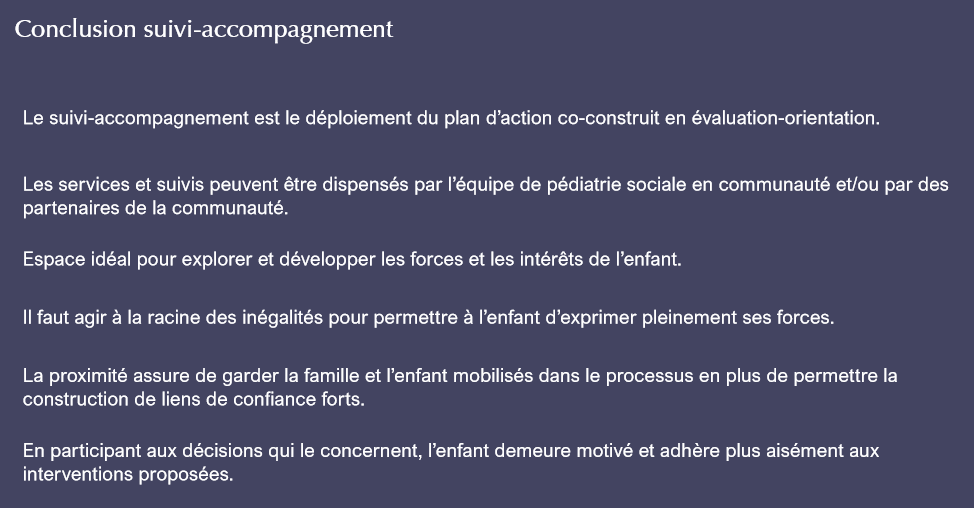 Conclusion suivi-accompagnement
Le suivi-accompagnement est le déploiement du plan d'action co-construit en évaluation-orientation.
Les services et suivis peuvent être dispensés par l'équipe de pédiatrie sociale en communauté et/ou par des
partenaires de la communauté.
Espace idéal pour explorer et développer les forces et les intérêts de l'enfant.
Il faut agir à la racine des inégalités pour permettre à l'enfant d'exprimer pleinement ses forces.
La proximité assure de garder la famille et l'enfant mobilisés dans le processus en plus de permettre la
construction de liens de confiance forts.
En participant aux décisions qui le concernent, l'enfant demeure motivé et adhère plus aisément aux
interventions proposées.